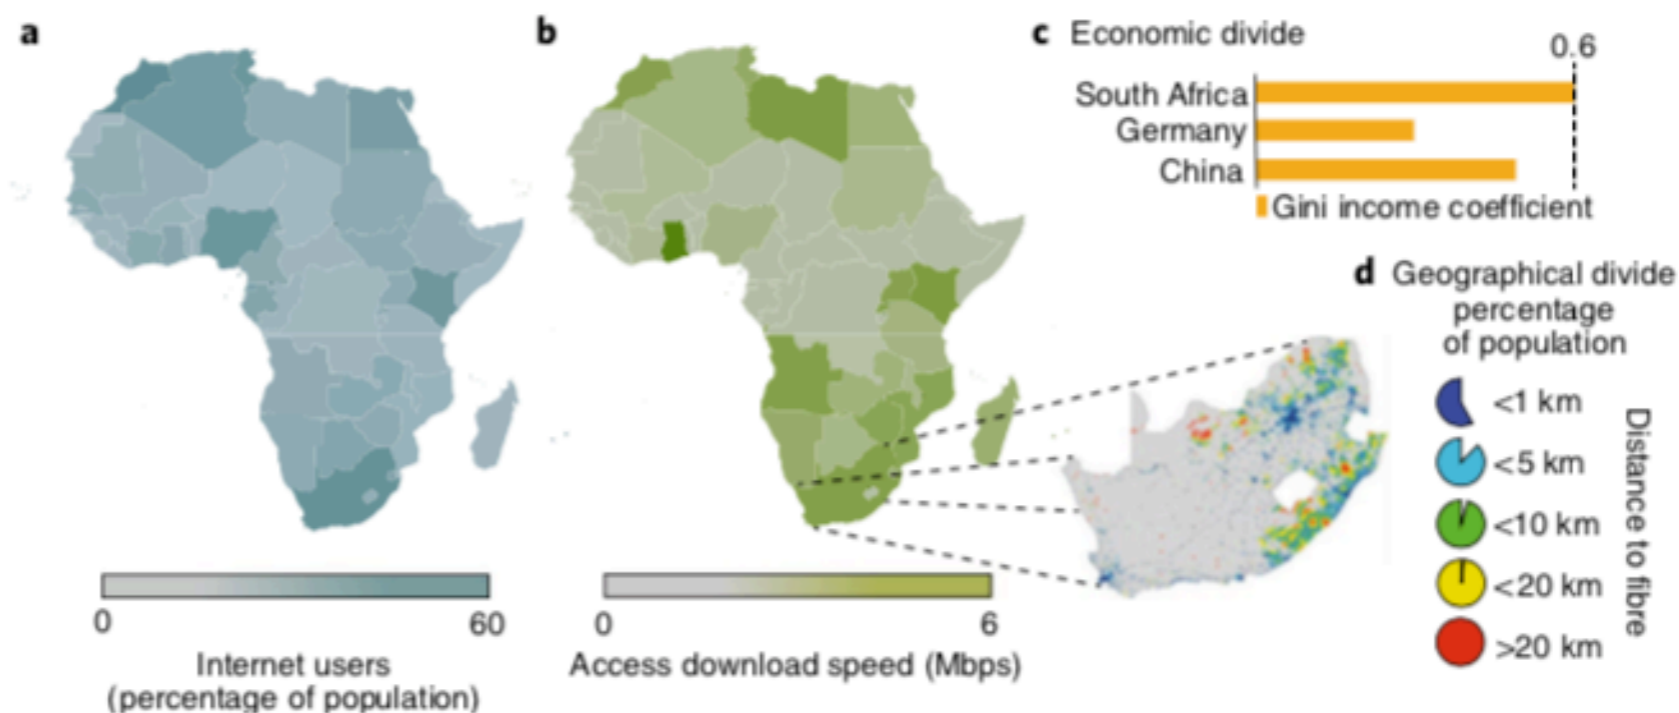 a
b
c Economic divide
0.6
South Africa
Germany
China
Gini income coefficient
d Geographical divide
percentage
of population
<1 km
<5 km
<10 km
<20 km
>20 km
Distance to fibre
0 60
Internet users
(percentage of population)
0 6
Access download speed (Mbps)